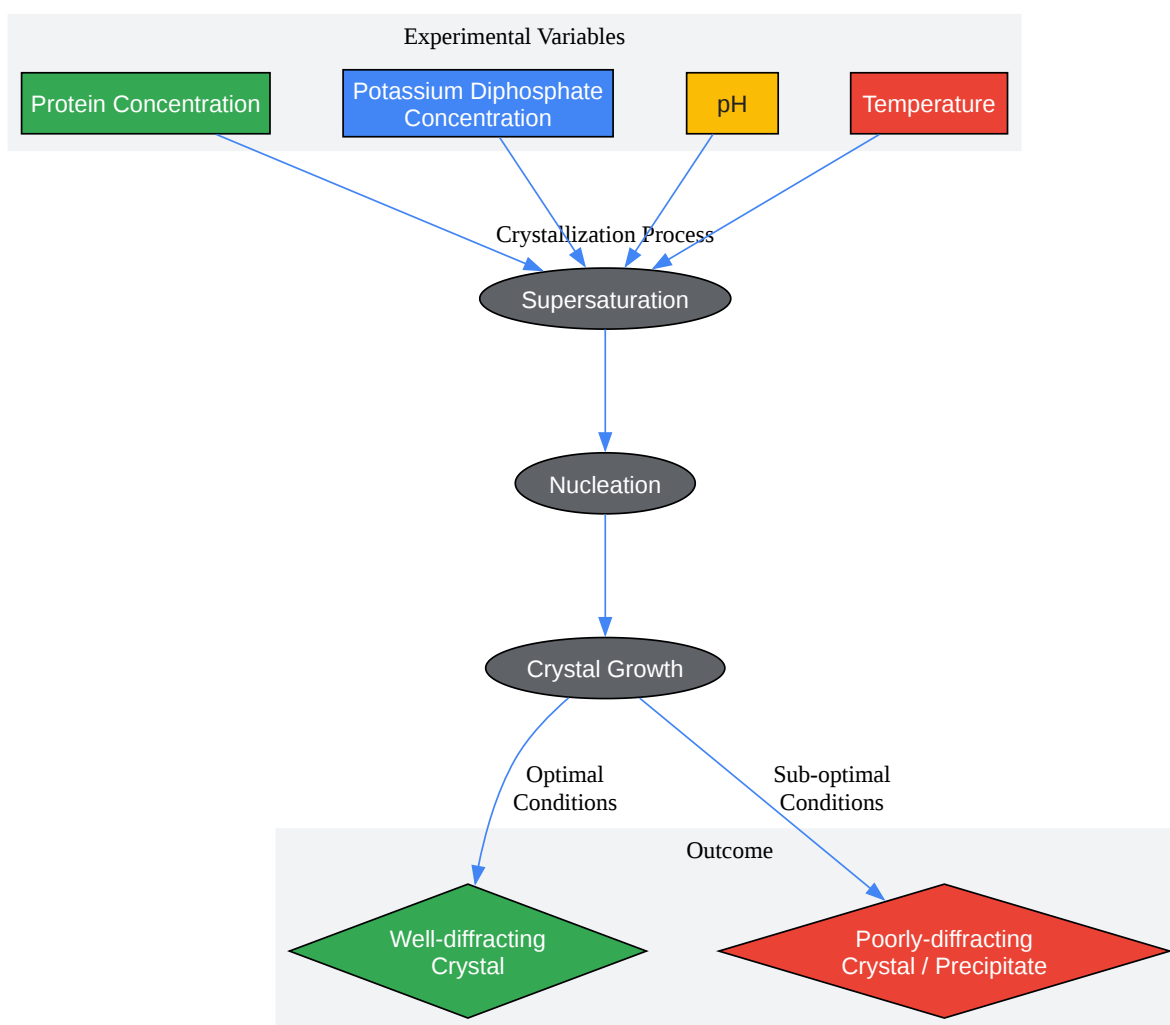 Experimental Variables
Protein Concentration
Potassium Diphosphate
Concentration
pH
Temperature
Crystallization Process
Supersaturation
Nucleation
Crystal Growth
Optimal
Conditions
Sub-optimal
Conditions
Outcome
Well-diffracting
Crystal
Poorly-diffracting
Crystal / Precipitate